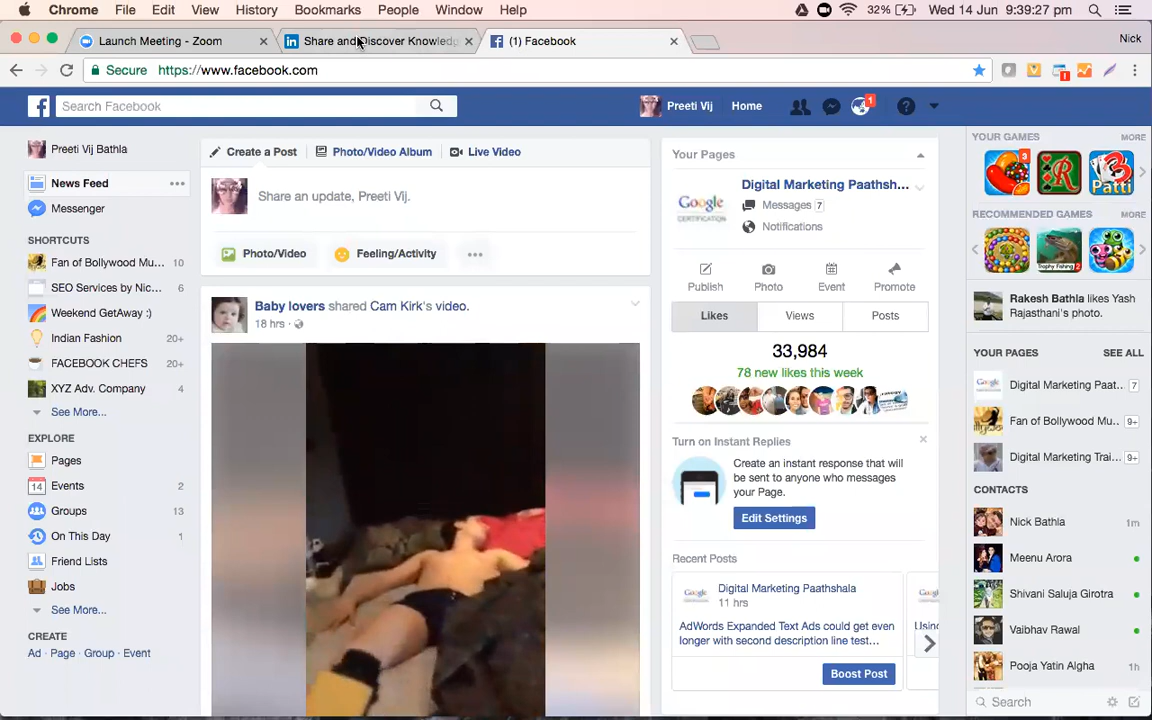 Chrome File Edit View History Bookmarks People Window Help 32% Wed 14 Jun 9:39:27 pm
Launch Meeting - Zoom Share and Discover Knowledg (1) Facebook Nick
Secure https://www.facebook.com
Search Facebook Preeti Vij Home 1
Preeti Vij Bathla
News Feed
Messenger
SHORTCUTS
Fan of Bollywood Mu... 10
SEO Services by Nic... 6
Weekend GetAway :)
Indian Fashion 20+
FACEBOOK CHEFS 20+
XYZ Adv. Company 4
See More...
EXPLORE
Pages
14 Events 2
Groups 13
On This Day 1
Friend Lists
Jobs
See More...
CREATE
Ad · Page · Group · Event
Create a Post Photo/Video Album Live Video
Share an update, Preeti Vij.
Photo/Video Feeling/Activity
Baby lovers shared Cam Kirk's video.
18 hrs ·
Your Pages
Google CERTIFICATION
Digital Marketing Paathsh...
Messages 7
Notifications
Publish Photo Event Promote
Likes Views Posts
33,984
78 new likes this week
Turn on Instant Replies
Create an instant response that will
be sent to anyone who messages
your Page.
Edit Settings
Recent Posts
Google Digital Marketing Paathshala
11 hrs
AdWords Expanded Text Ads could get even
longer with second description line test...
Boost Post
YOUR GAMES MORE
3 Patti
RECOMMENDED GAMES MORE
Rakesh Bathla likes Yash
Rajasthani's photo.
YOUR PAGES SEE ALL
Digital Marketing Paat... 7
Fan of Bollywood Mu... 9+
Digital Marketing Trai... 9+
CONTACTS
Nick Bathla 1m
Meenu Arora
Shivani Saluja Girotra
Vaibhav Rawal
Pooja Yatin Algha 1h
Search